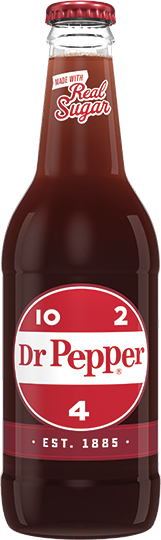 MADE WITH
Real
Sugar
10 2
Dr Pepper®
4
· EST. 1885 ·